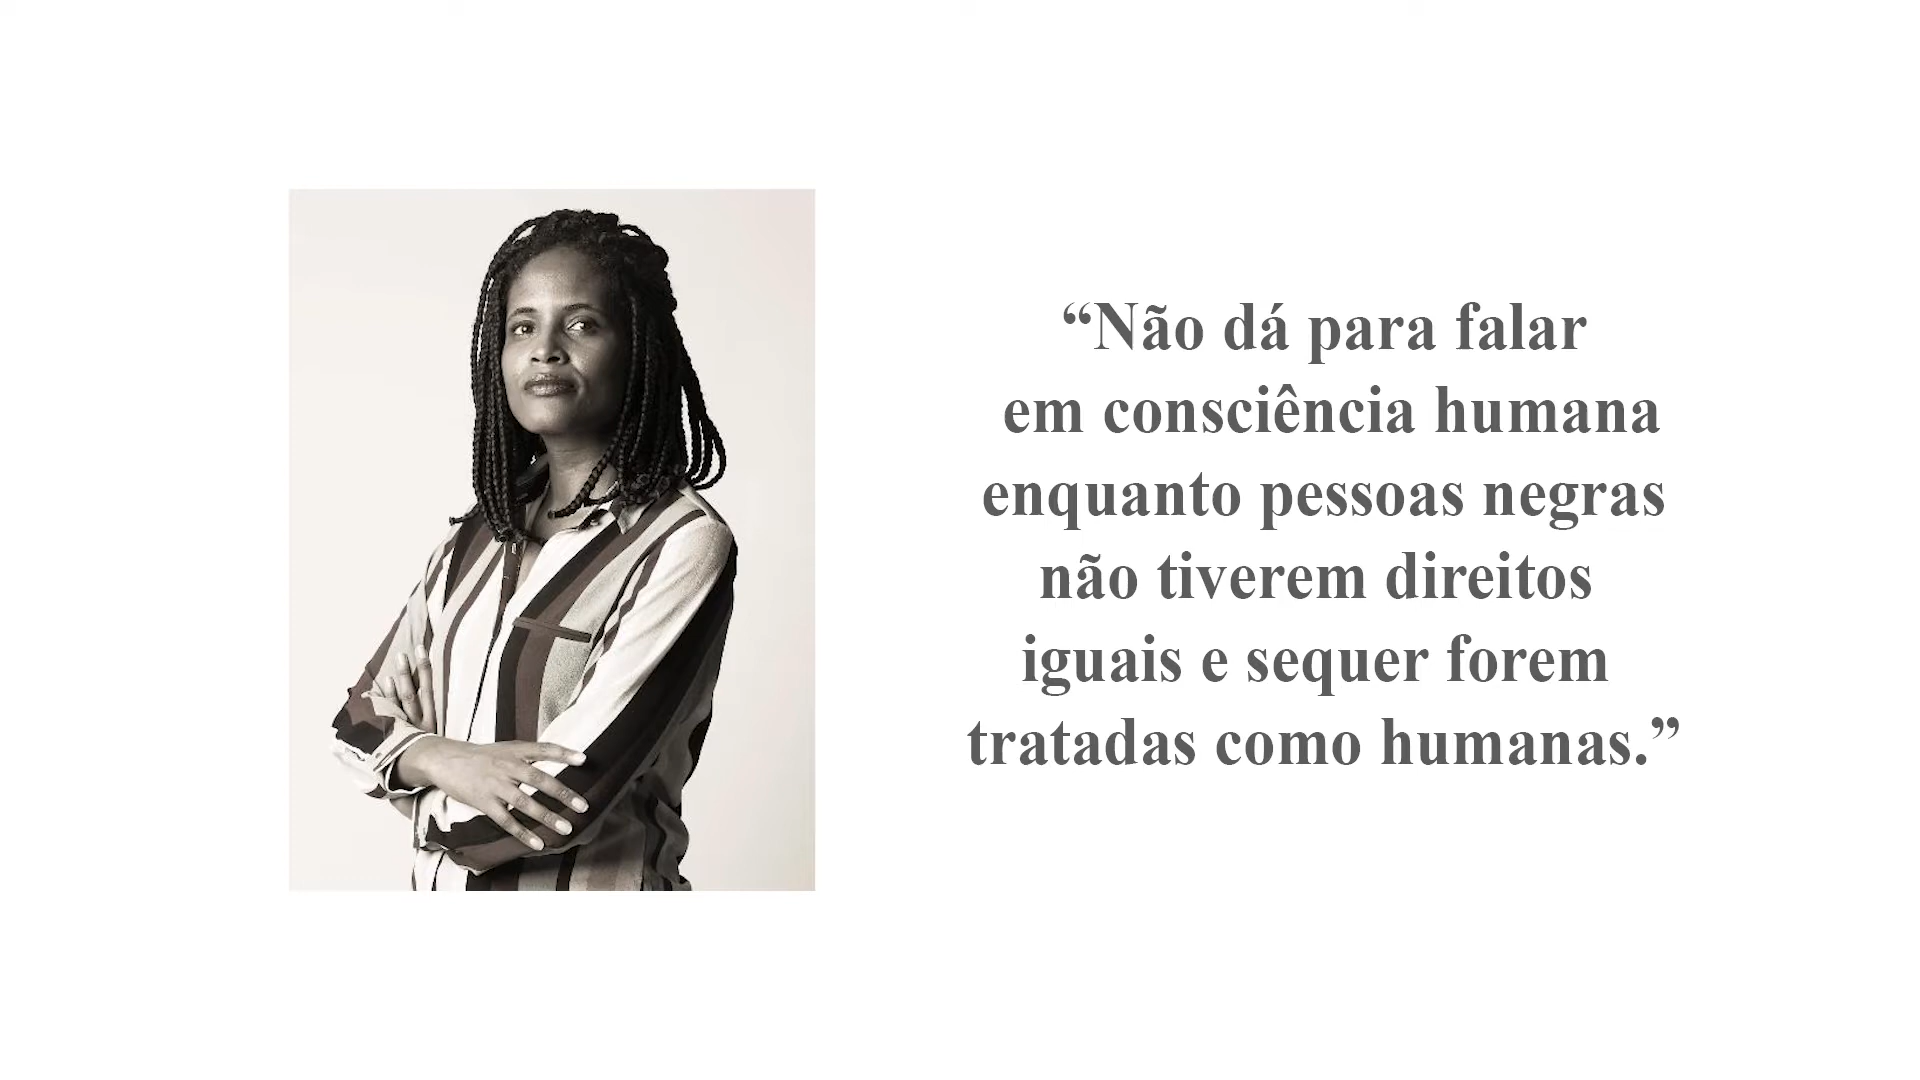 “Não dá para falar
em consciência humana
enquanto pessoas negras
não tiverem direitos
iguais e sequer forem
tratadas como humanas.”